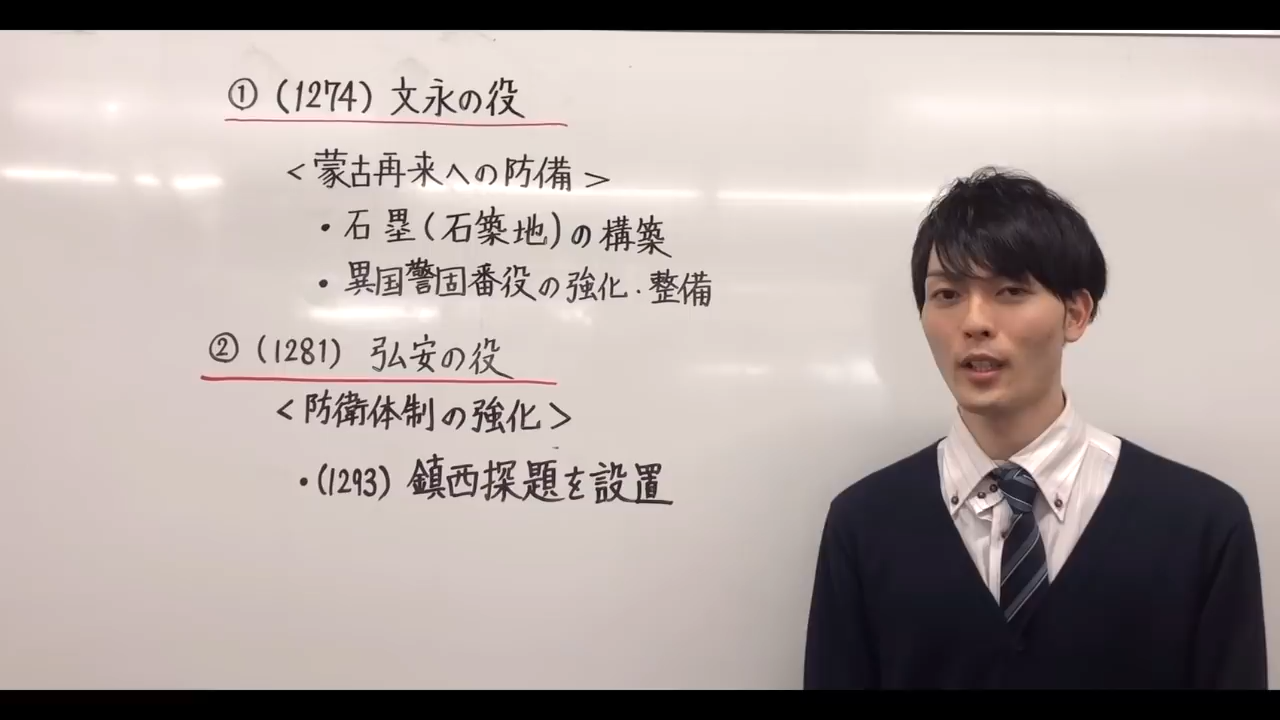 ① (1274) 文永の役
<蒙古再来への防備>
・石塁(石築地)の構築
・異国警固番役の強化・整備
② (1281) 弘安の役
<防衛体制の強化>
・(1293) 鎮西探題を設置